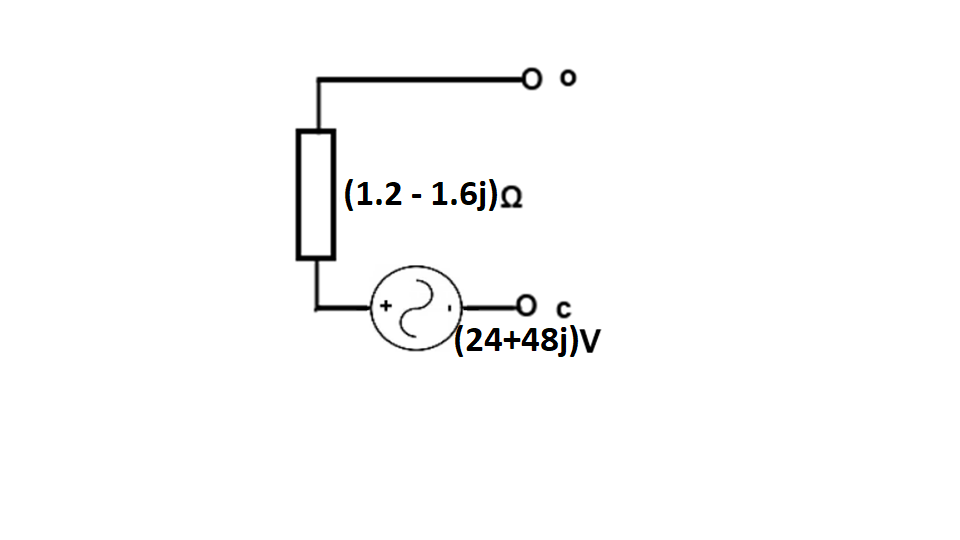 o
(1.2 - 1.6j)Ω
+ - c
(24+48j)V